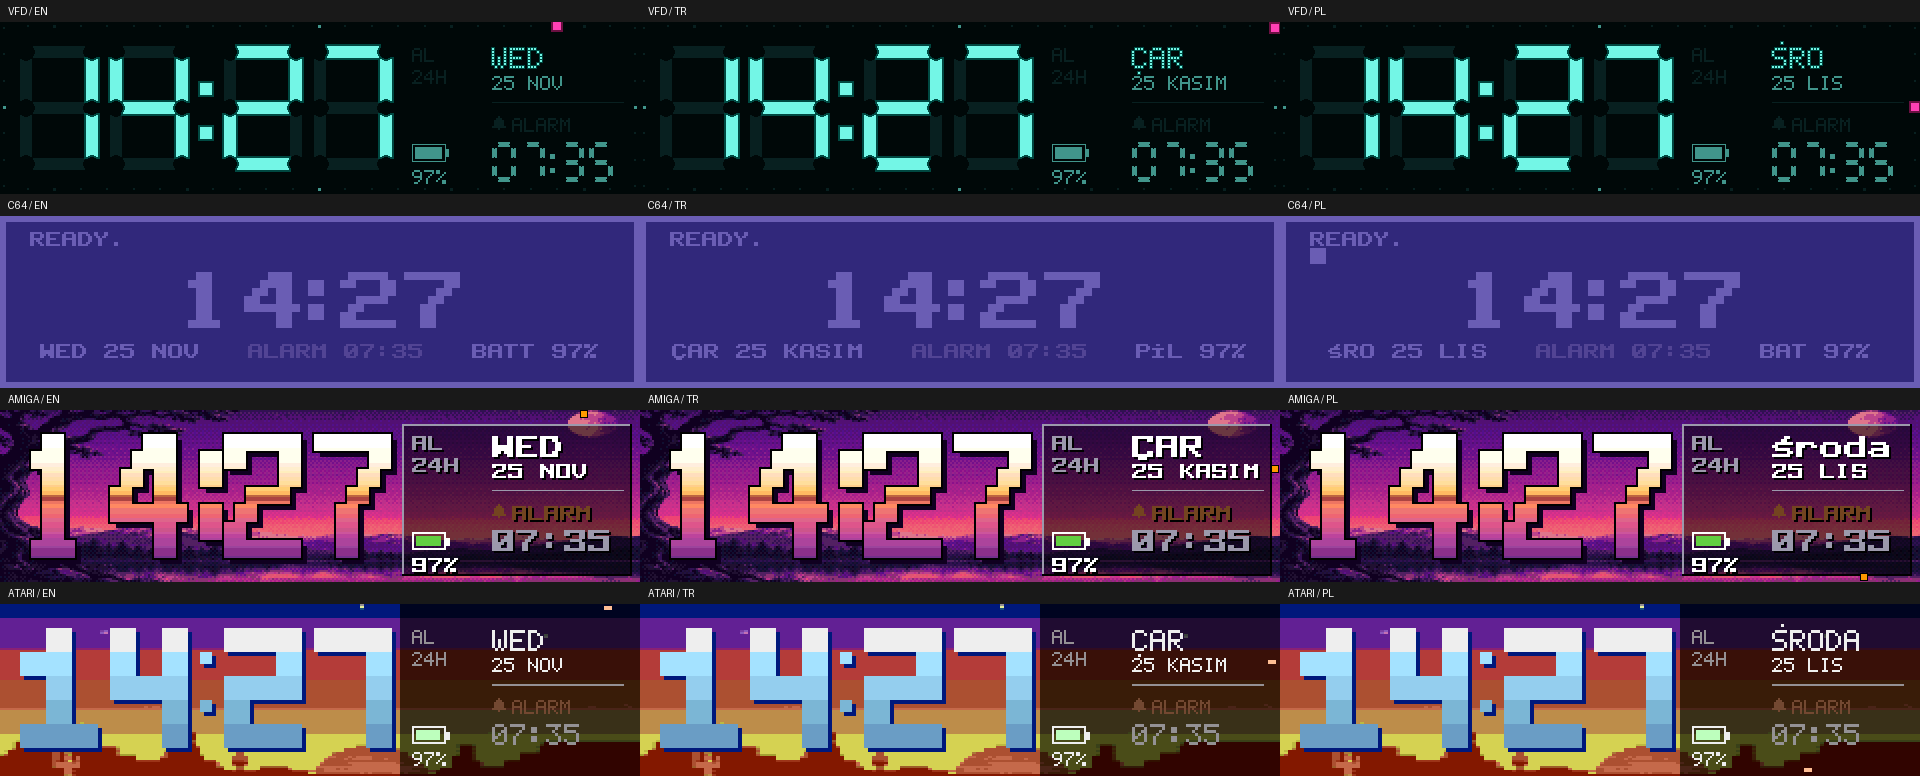 VFD/EN
14:27
AL
24H
97%
WED
25 NOV
ALARM
07:35
VFD/TR
14:27
AL
24H
97%
ÇAR
25 KASIM
ALARM
07:35
VFD/PL
14:27
AL
24H
97%
ŚRO
25 LIS
ALARM
07:35
C64/EN
READY.
14:27
WED 25 NOV ALARM 07:35 BATT 97%
C64/TR
READY.
14:27
ÇAR 25 KASIM ALARM 07:35 PiL 97%
C64/PL
READY.
14:27
śRO 25 LIS ALARM 07:35 BAT 97%
AMIGA/EN
14:27
AL
24H
97%
WED
25 NOV
ALARM
07:35
AMIGA/TR
14:27
AL
24H
97%
ÇAR
25 KASIM
ALARM
07:35
AMIGA/PL
14:27
AL
24H
97%
środa
25 LIS
ALARM
07:35
ATARI/EN
14:27
AL
24H
97%
WED
25 NOV
ALARM
07:35
ATARI/TR
14:27
AL
24H
97%
ÇAR
25 KASIM
ALARM
07:35
ATARI/PL
14:27
AL
24H
97%
ŚRODA
25 LIS
ALARM
07:35